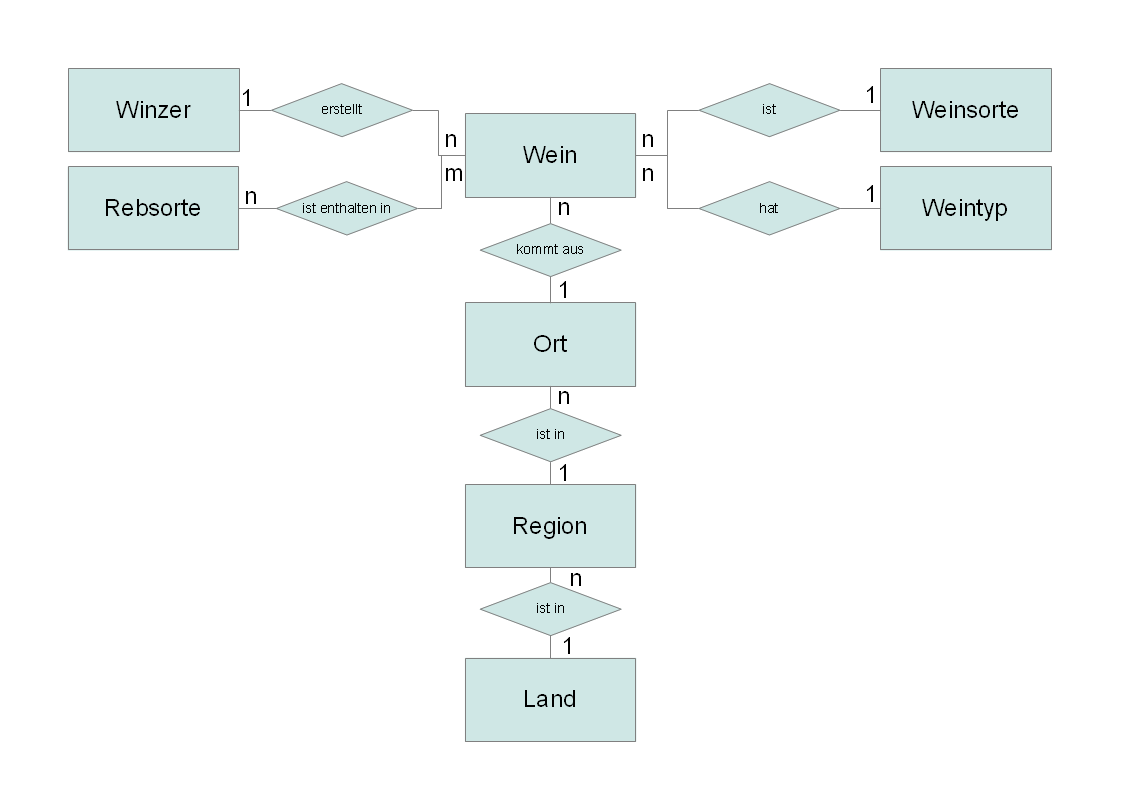 Winzer
1
erstellt
n
Wein
n
ist
1
Weinsorte
Rebsorte
n
ist enthalten in
m
n
hat
1
Weintyp
n
kommt aus
1
Ort
n
ist in
1
Region
n
ist in
1
Land